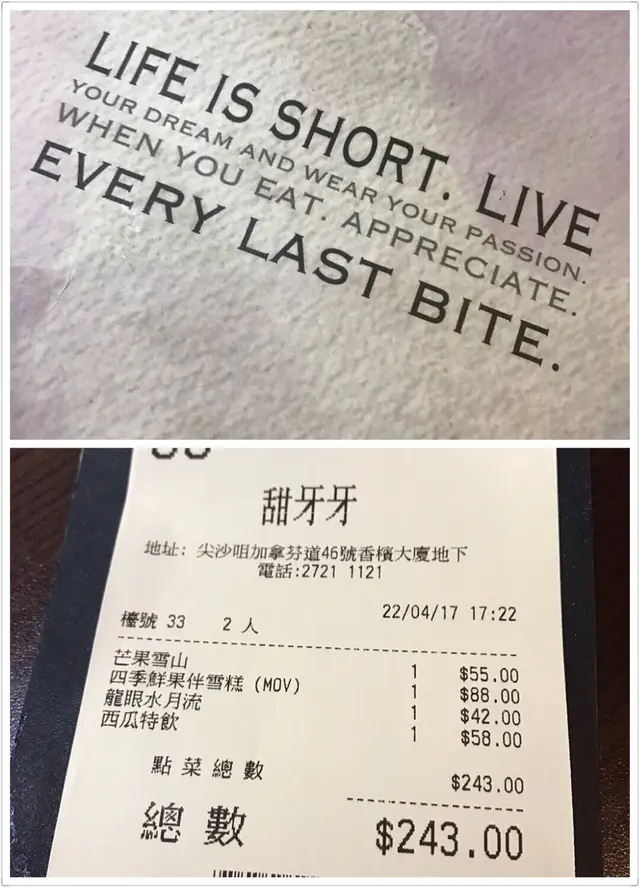 LIFE IS SHORT. LIVE
YOUR DREAM AND WEAR YOUR PASSION.
WHEN YOU EAT. APPRECIATE.
EVERY LAST BITE.
甜牙牙
地址: 尖沙咀加拿芬道46號香檳大廈地下
電話:2721 1121
22/04/17 17:22
檯號 33 2 人
芒果雪山 1 $55.00
四季鮮果伴雪糕 (MOV) 1 $88.00
龍眼水月流 1 $42.00
西瓜特飲 1 $58.00
點菜總數 $243.00
總數 $243.00